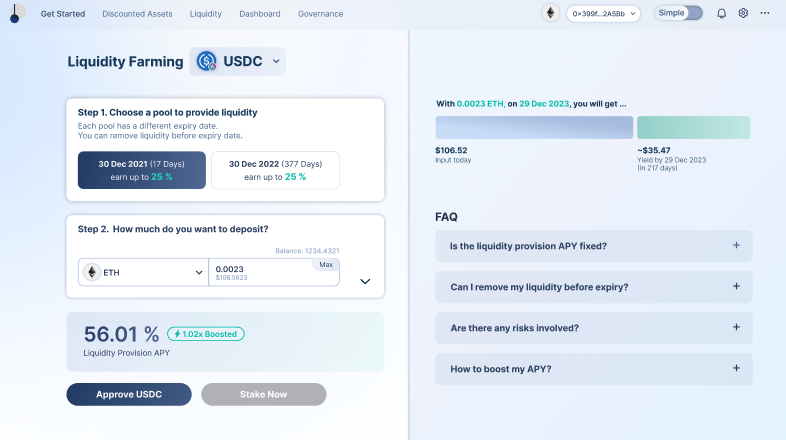 Get Started
Discounted Assets
Liquidity
Dashboard
Governance
0x399f...2A5Bb
Simple
Liquidity Farming
USDC
Step 1. Choose a pool to provide liquidity
Each pool has a different expiry date.
You can remove liquidity before expiry date.
30 Dec 2021 (17 Days)
earn up to 25 %
30 Dec 2022 (377 Days)
earn up to 25 %
Step 2. How much do you want to deposit?
Balance: 1234.4321
ETH
0.0023
$106.5623
Max
56.01 %
1.02x Boosted
Liquidity Provision APY
Approve USDC
Stake Now
With 0.0023 ETH, on 29 Dec 2023, you will get ...
$106.52
Input today
~$35.47
Yield by 29 Dec 2023
(In 217 days)
FAQ
Is the liquidity provision APY fixed?
Can I remove my liquidity before expiry?
Are there any risks involved?
How to boost my APY?